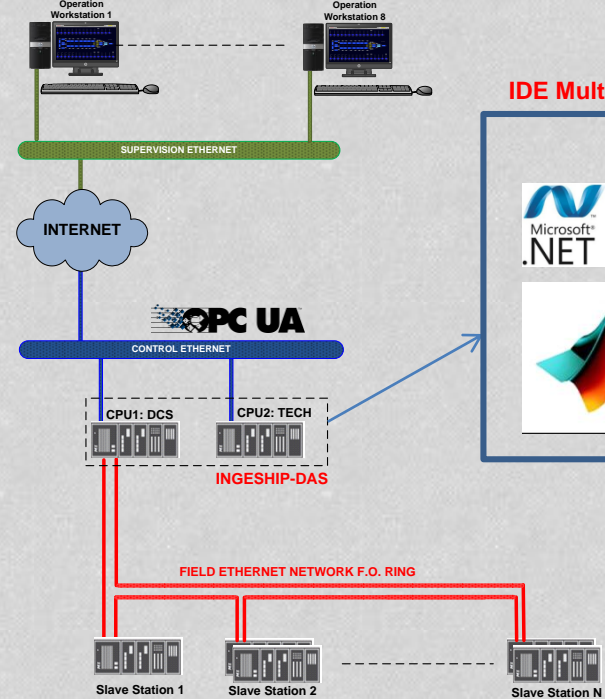 Operation
Workstation 1
Operation
Workstation 8
IDE Mult
SUPERVISION ETHERNET
INTERNET
Microsoft®
.NET
OPC UA
CONTROL ETHERNET
CPU1: DCS
CPU2: TECH
INGESHIP-DAS
FIELD ETHERNET NETWORK F.O. RING
Slave Station 1
Slave Station 2
Slave Station N